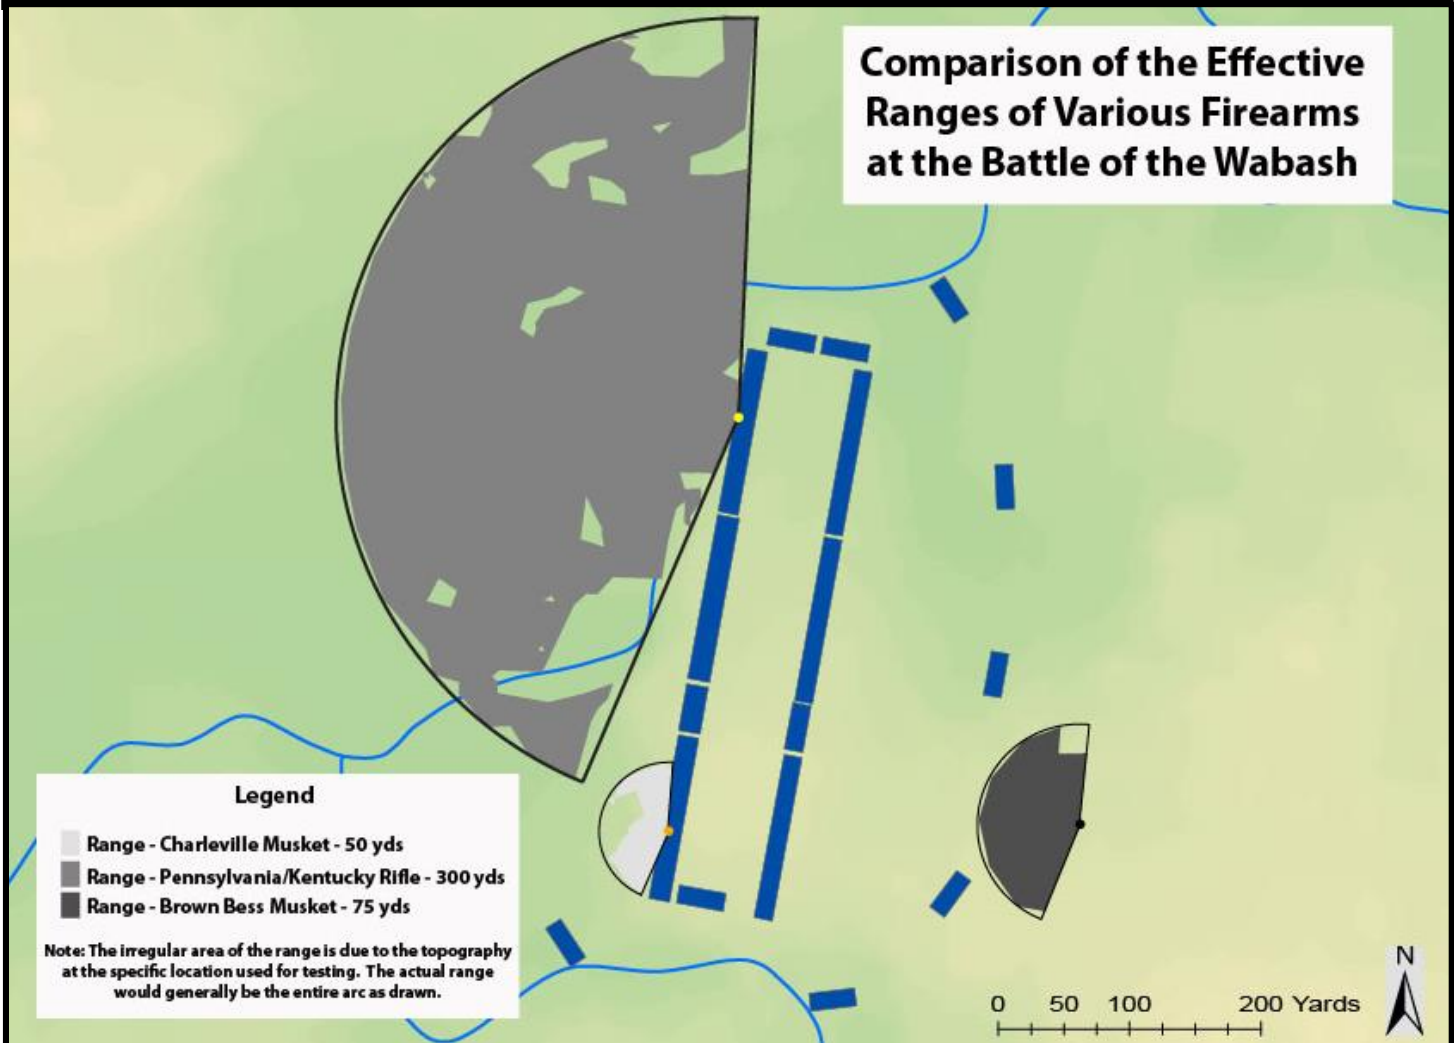 Comparison of the Effective
Ranges of Various Firearms
at the Battle of the Wabash
Legend
Range - Charleville Musket - 50 yds
Range - Pennsylvania/Kentucky Rifle - 300 yds
Range - Brown Bess Musket - 75 yds
Note: The irregular area of the range is due to the topography
at the specific location used for testing. The actual range
would generally be the entire arc as drawn.
0 50 100 200 Yards
N